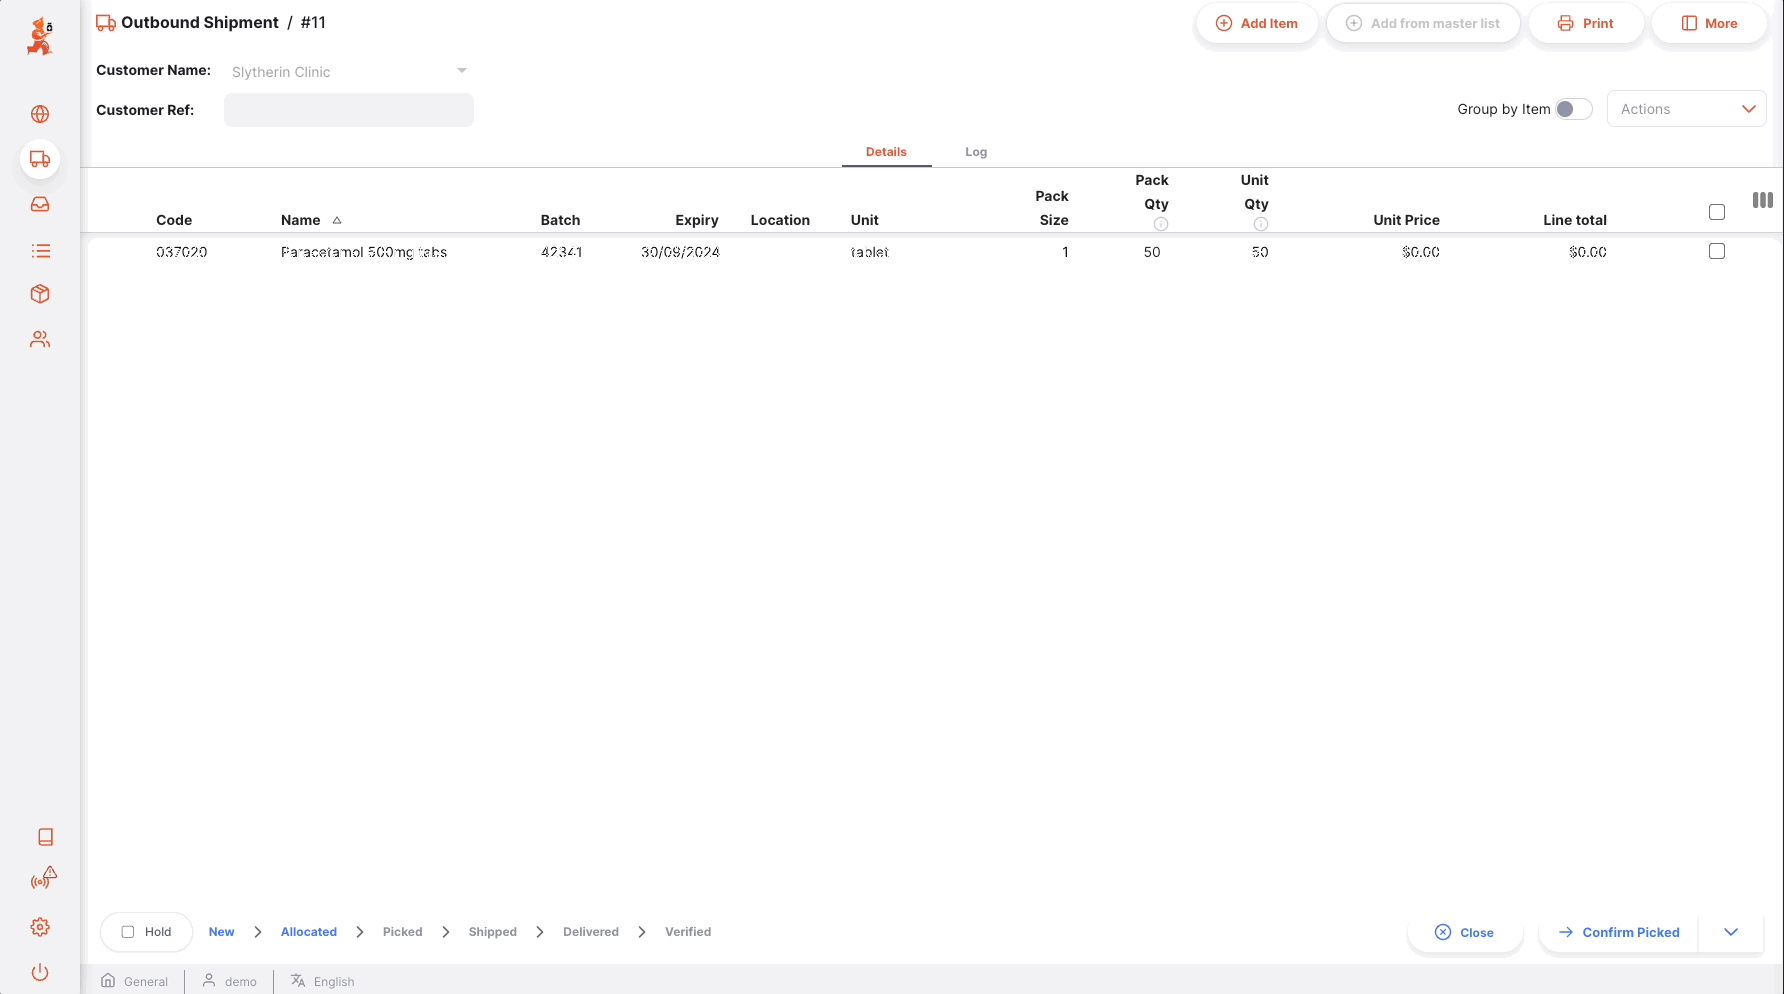 Outbound Shipment / #11
Add Item
Add from master list
Print
More
Customer Name: Slytherin Clinic
Customer Ref:
Group by Item
Actions
Details
Log
Code
Name
Batch
Expiry
Location
Unit
Pack Size
Pack Qty
Unit Qty
Unit Price
Line total
037020 Paracetamol 500mg tabs 42341 30/09/2024 tablet 1 50 50 $0.00 $0.00
Hold
New
Allocated
Picked
Shipped
Delivered
Verified
Close
Confirm Picked
General
demo
English